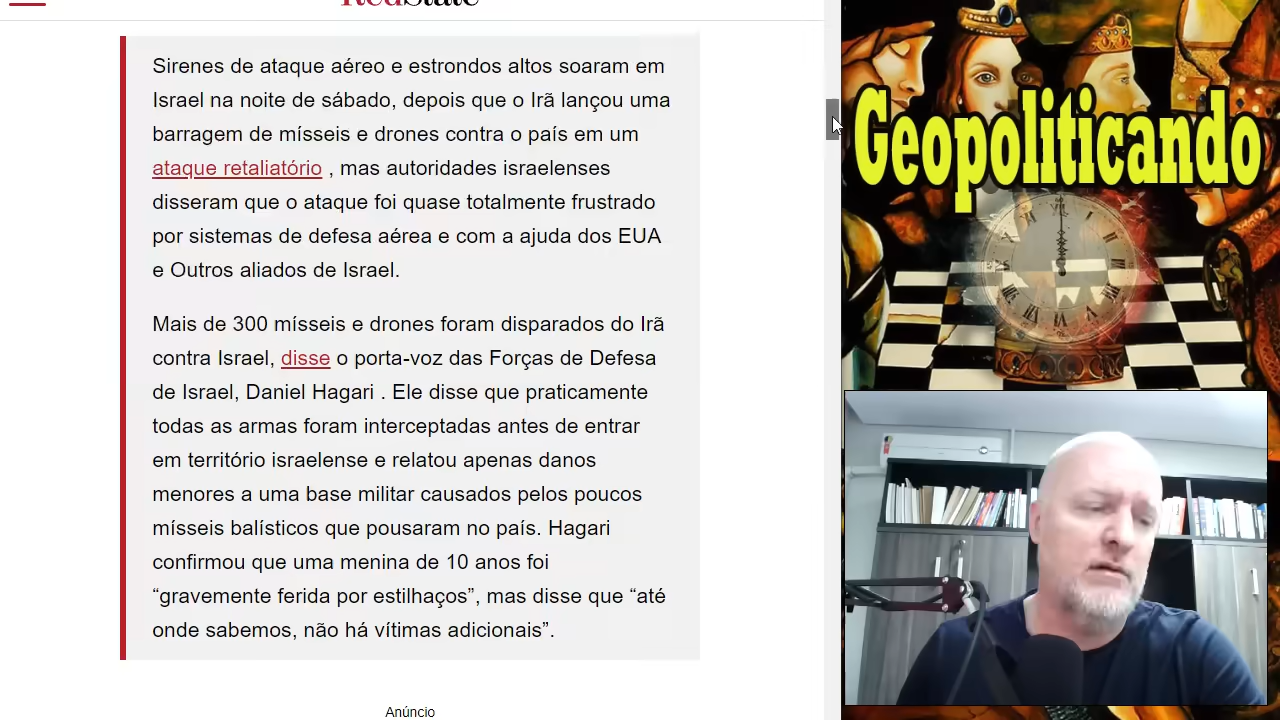 RedState
Sirenes de ataque aéreo e estrondos altos soaram em
Israel na noite de sábado, depois que o Irã lançou uma
barragem de mísseis e drones contra o país em um
ataque retaliatório , mas autoridades israelenses
disseram que o ataque foi quase totalmente frustrado
por sistemas de defesa aérea e com a ajuda dos EUA
e Outros aliados de Israel.
Mais de 300 mísseis e drones foram disparados do Irã
contra Israel, disse o porta-voz das Forças de Defesa
de Israel, Daniel Hagari . Ele disse que praticamente
todas as armas foram interceptadas antes de entrar
em território israelense e relatou apenas danos
menores a uma base militar causados pelos poucos
mísseis balísticos que pousaram no país. Hagari
confirmou que uma menina de 10 anos foi
“gravemente ferida por estilhaços”, mas disse que “até
onde sabemos, não há vítimas adicionais”.
Anúncio
Geopoliticando